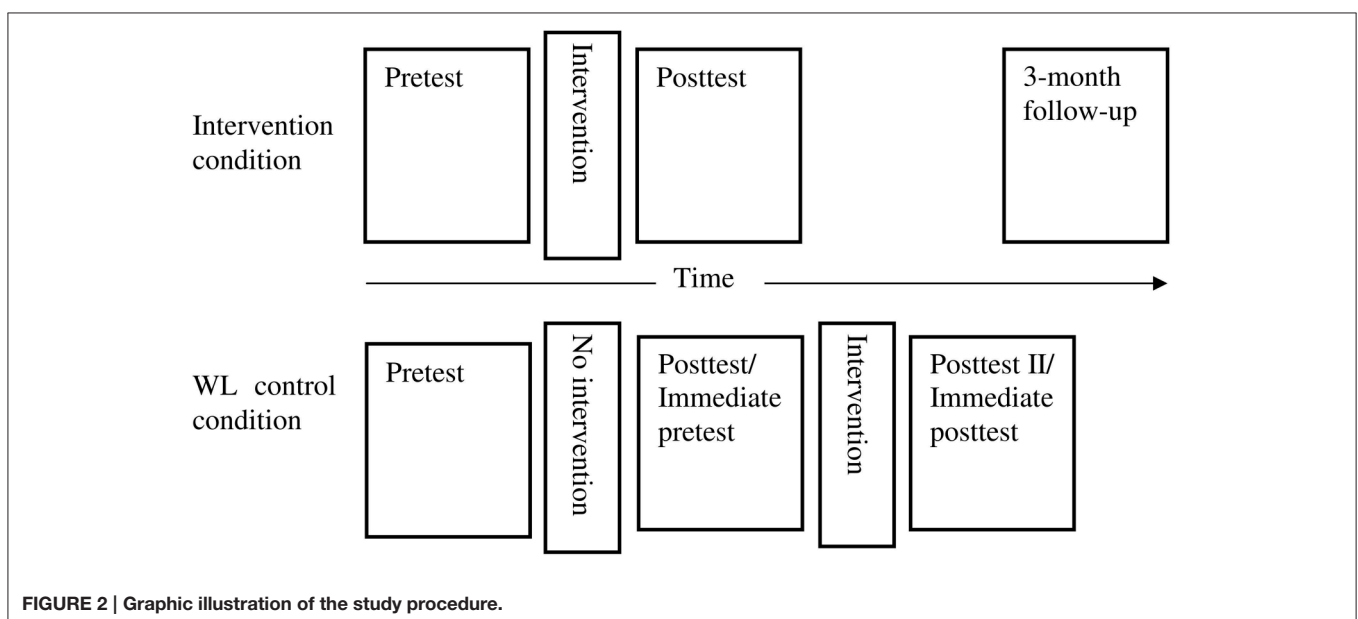 Pretest
Intervention
Posttest
3-month
follow-up
Intervention
condition
Time
WL control
condition
Pretest
No intervention
Posttest/
Immediate
pretest
Intervention
Posttest II/
Immediate
posttest
FIGURE 2 | Graphic illustration of the study procedure.